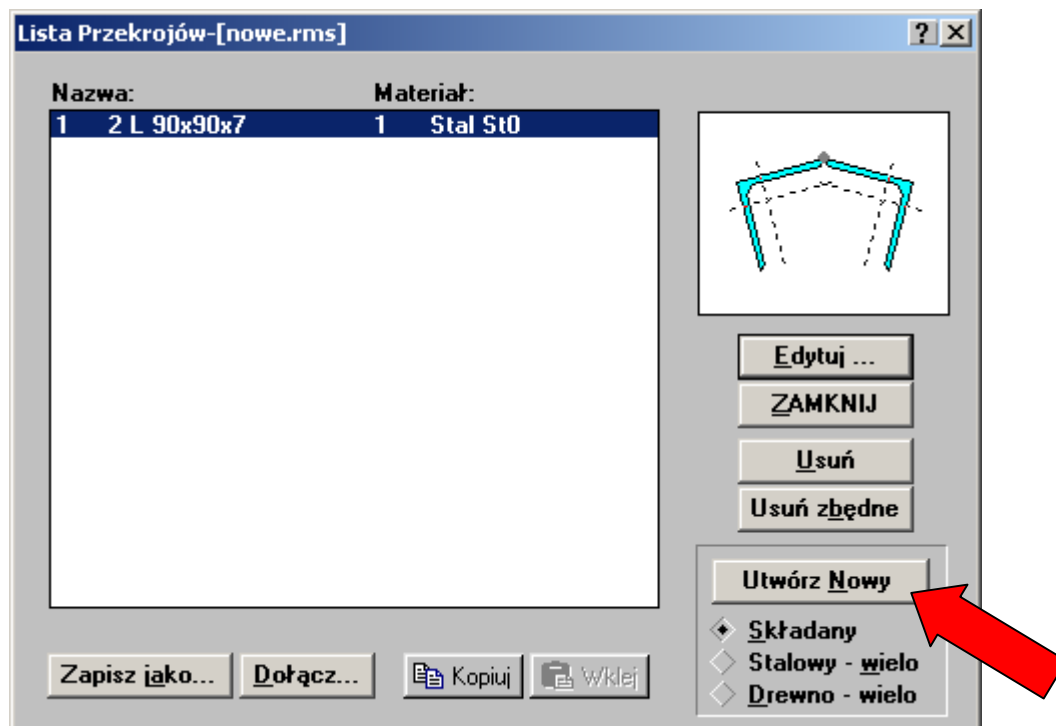 Lista Przekrojów-[nowe.rms]
Nazwa: Materiał:
1 2 L 90x90x7 1 Stal St0
Edytuj ...
ZAMKNIJ
Usuń
Usuń zbędne
Utwórz Nowy
Składany
Stalowy - wielo
Drewno - wielo
Zapisz jako... Dołącz... Kopiuj Wklej